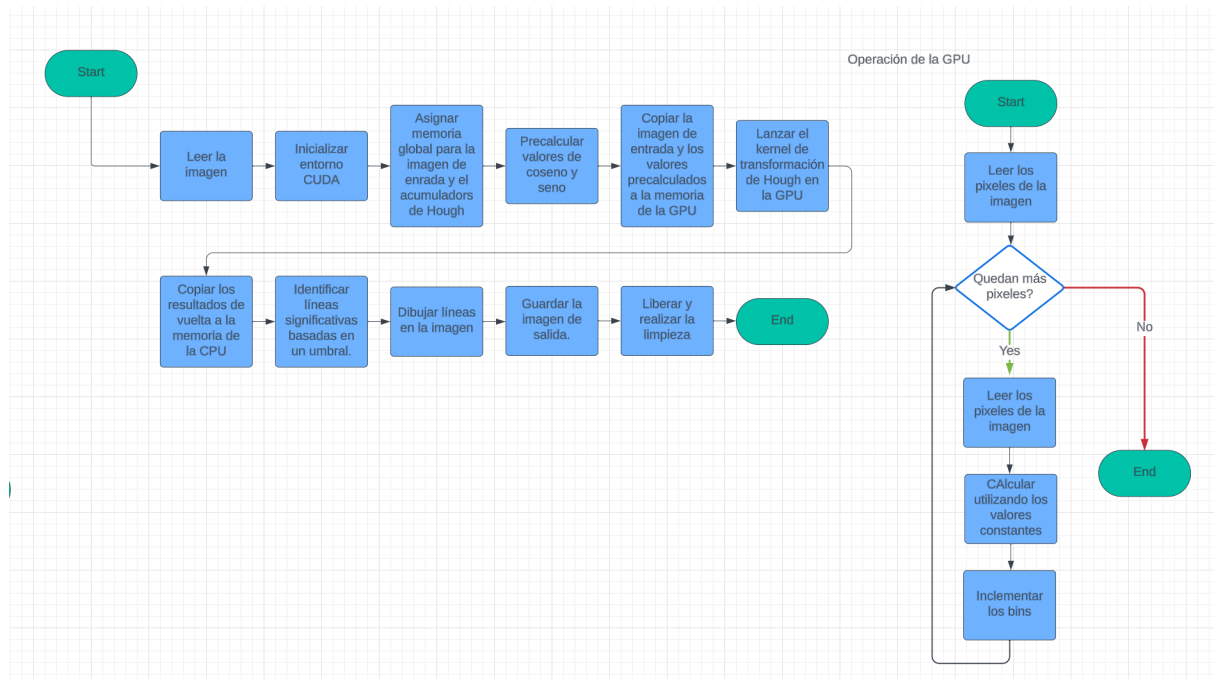 Start
Leer la
imagen
Inicializar
entorno
CUDA
Asignar
memoria
global para la
imagen de
enrada y el
acumuladors
de Hough
Precalcular
valores de
coseno y
seno
Copiar la
imagen de
entrada y los
valores
precalculados
a la memoria
de la GPU
Lanzar el
kernel de
transformación
de Hough en
la GPU
Copiar los
resultados de
vuelta a la
memoria de
la CPU
Identificar
líneas
significativas
basadas en
un umbral.
Dibujar líneas
en la imagen
Guardar la
imagen de
salida.
Liberar y
realizar la
limpieza
End
Operación de la GPU
Start
Leer los
pixeles de la
imagen
Quedan más
pixeles?
No
Yes
Leer los
pixeles de la
imagen
CAlcular
utilizando los
valores
constantes
Inclementar
los bins
End